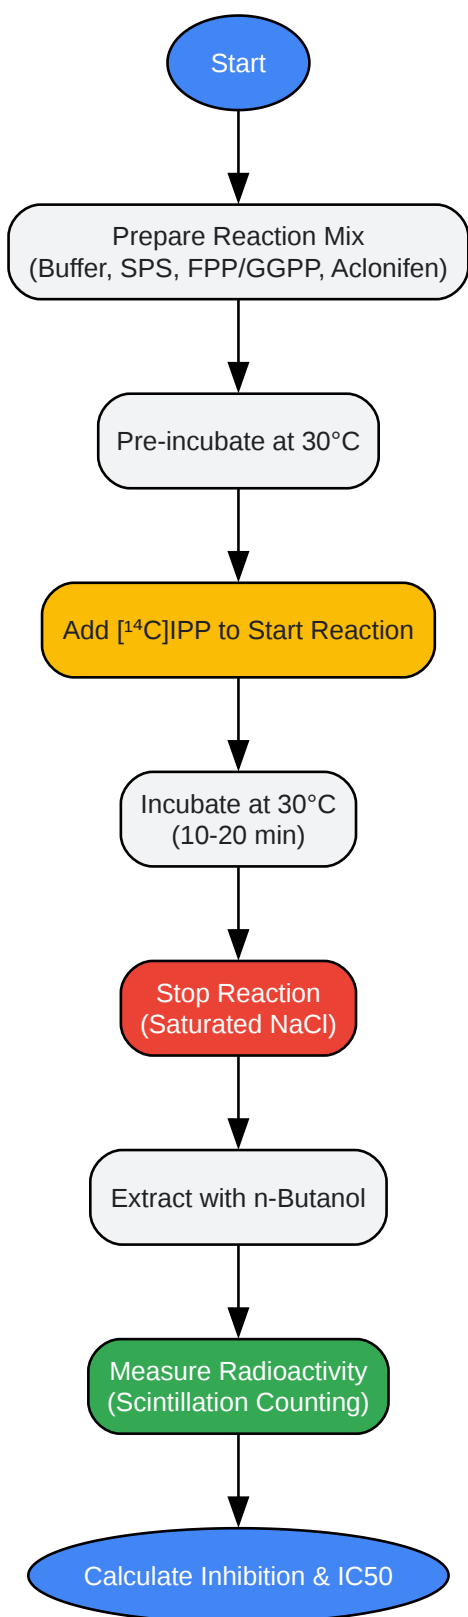 Start
Prepare Reaction Mix
(Buffer, SPS, FPP/GGPP, Aclonifen)
Pre-incubate at 30°C
Add [¹⁴C]IPP to Start Reaction
Incubate at 30°C
(10-20 min)
Stop Reaction
(Saturated NaCl)
Extract with n-Butanol
Measure Radioactivity
(Scintillation Counting)
Calculate Inhibition & IC50